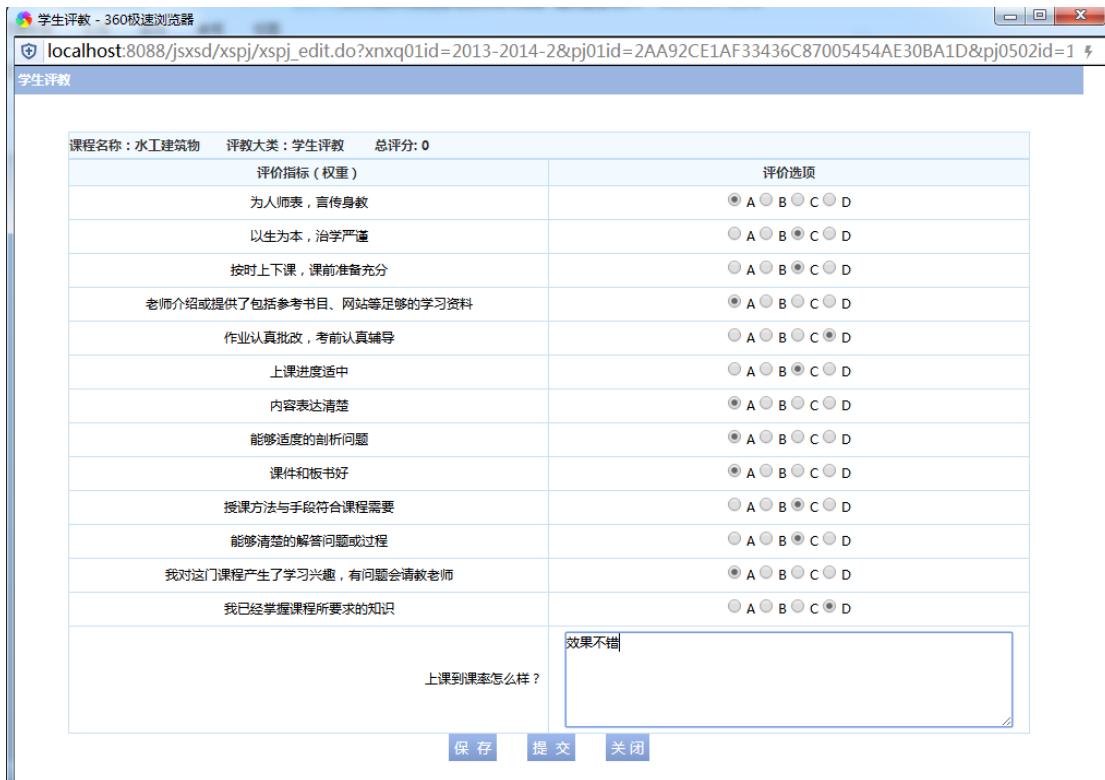 学生评教 - 360极速浏览器
localhost:8088/jsxsd/xspj/xspj_edit.do?xnxq01id=2013-2014-2&pj01id=2AA92CE1AF33436C87005454AE30BA1D&pj0502id=1
学生评教
课程名称：水工建筑物 评教大类：学生评教 总评分: 0
评价指标（权重） 评价选项
为人师表，言传身教 A B C D
以生为本，治学严谨 A B C D
按时上下课，课前准备充分 A B C D
老师介绍或提供了包括参考书目、网站等足够的学习资料 A B C D
作业认真批改，考前认真辅导 A B C D
上课进度适中 A B C D
内容表达清楚 A B C D
能够适度的剖析问题 A B C D
课件和板书好 A B C D
授课方法与手段符合课程需要 A B C D
能够清楚的解答问题或过程 A B C D
我对这门课程产生了学习兴趣，有问题会请教老师 A B C D
我已经掌握课程所要求的知识 A B C D
上课到课率怎么样？ 效果不错
保 存 提 交 关 闭